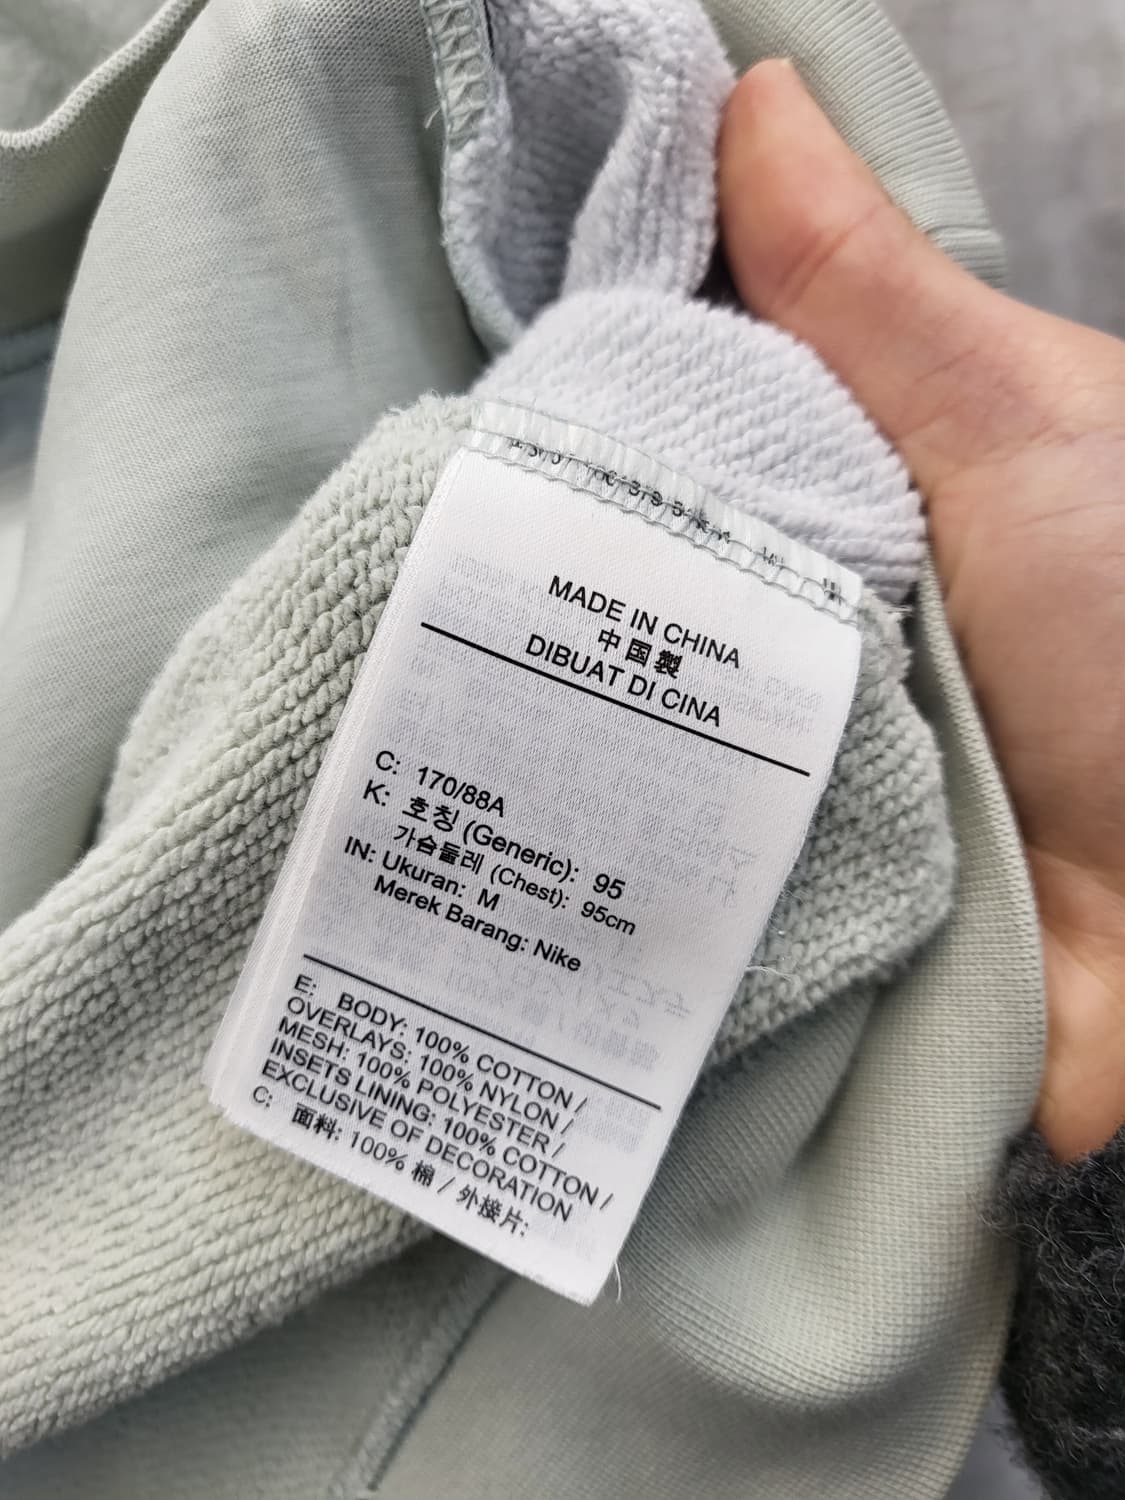 MADE IN CHINA
中国製
DIBUAT DI CINA
C: 170/88A
K: 호칭 (Generic): 95
가슴둘레 (Chest): 95cm
IN: Ukuran: M
Merek Barang: Nike
E: BODY: 100% COTTON /
OVERLAYS: 100% NYLON /
MESH: 100% POLYESTER /
INSETS LINING: 100% COTTON /
EXCLUSIVE OF DECORATION
C: 面料: 100% 棉 / 外接片: